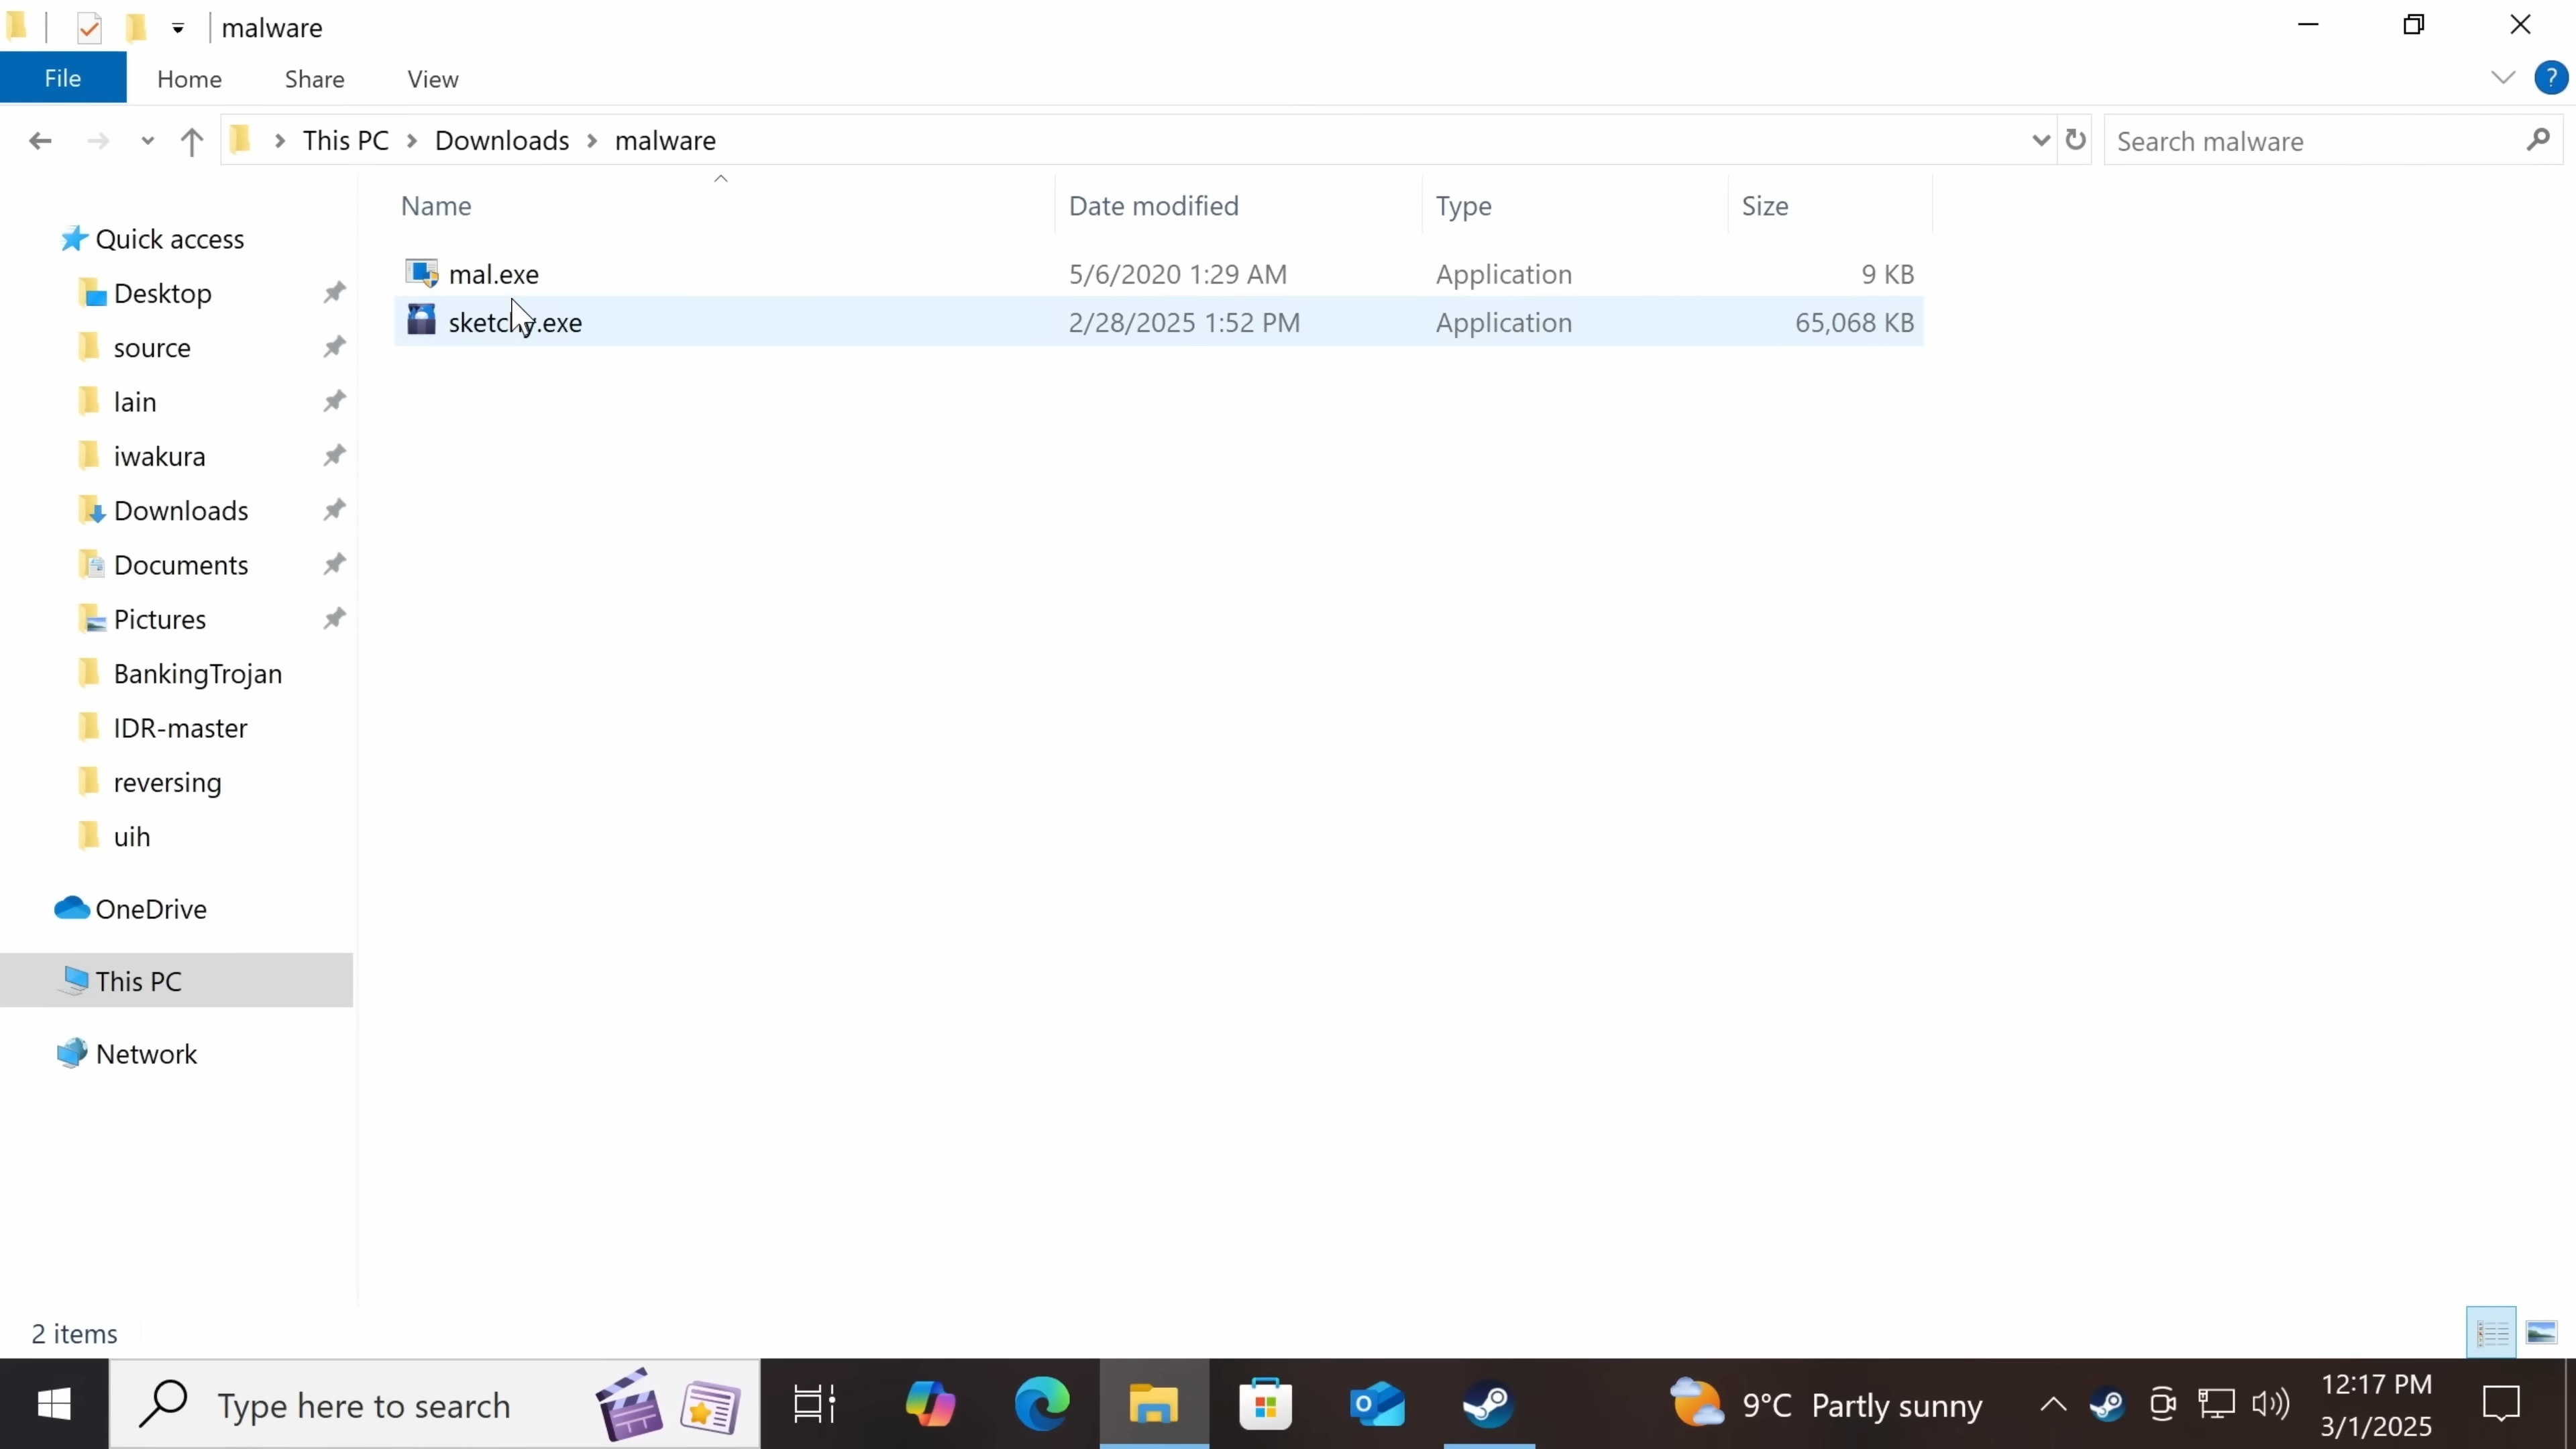 malware
File Home Share View
This PC Downloads malware
Search malware
Name Date modified Type Size
mal.exe 5/6/2020 1:29 AM Application 9 KB
sketchy.exe 2/28/2025 1:52 PM Application 65,068 KB
Quick access
Desktop
source
lain
iwakura
Downloads
Documents
Pictures
BankingTrojan
IDR-master
reversing
uih
OneDrive
This PC
Network
2 items
Type here to search
9°C Partly sunny
12:17 PM
3/1/2025